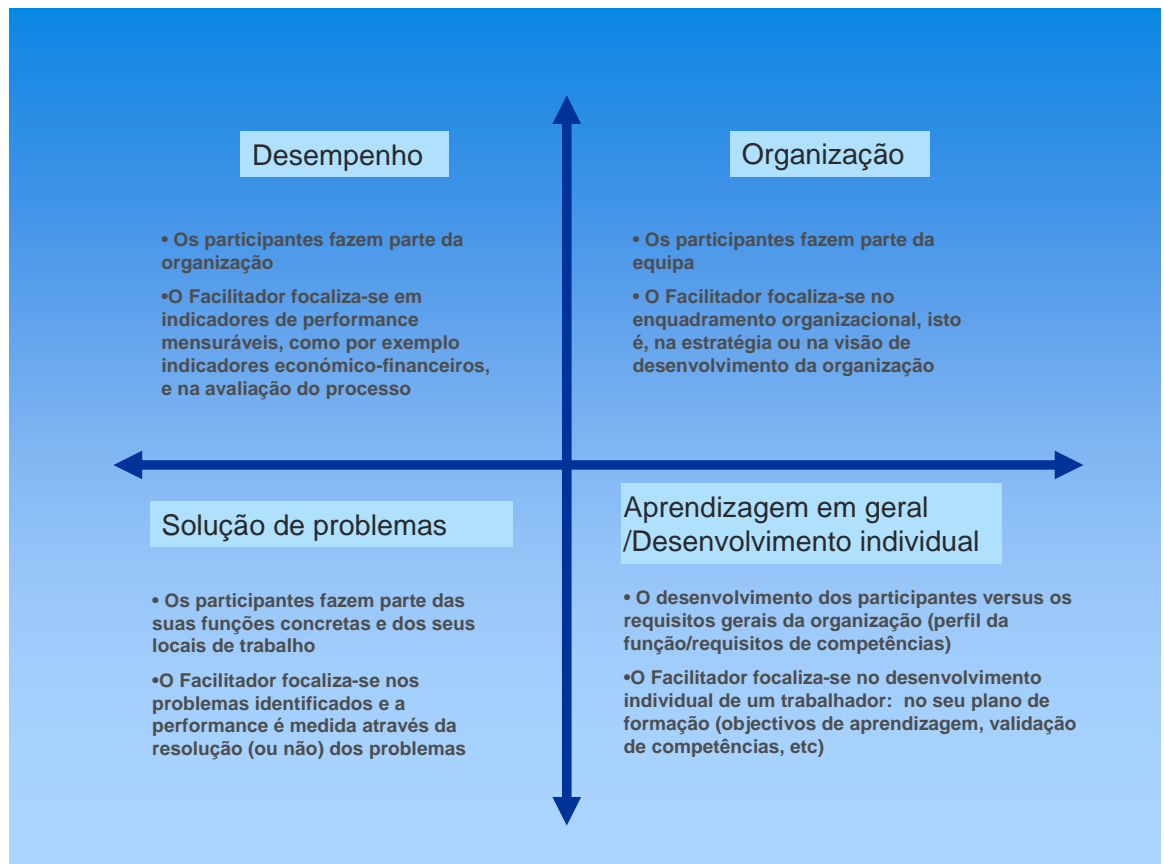 Desempenho
• Os participantes fazem parte da
organização
•O Facilitador focaliza-se em
indicadores de performance
mensuráveis, como por exemplo
indicadores económico-financeiros,
e na avaliação do processo
Organização
• Os participantes fazem parte da
equipa
• O Facilitador focaliza-se no
enquadramento organizacional, isto
é, na estratégia ou na visão de
desenvolvimento da organização
Solução de problemas
• Os participantes fazem parte das
suas funções concretas e dos seus
locais de trabalho
•O Facilitador focaliza-se nos
problemas identificados e a
performance é medida através da
resolução (ou não) dos problemas
Aprendizagem em geral
/Desenvolvimento individual
• O desenvolvimento dos participantes versus os
requisitos gerais da organização (perfil da
função/requisitos de competências)
•O Facilitador focaliza-se no desenvolvimento
individual de um trabalhador:  no seu plano de
formação (objectivos de aprendizagem, validação
de competências, etc)